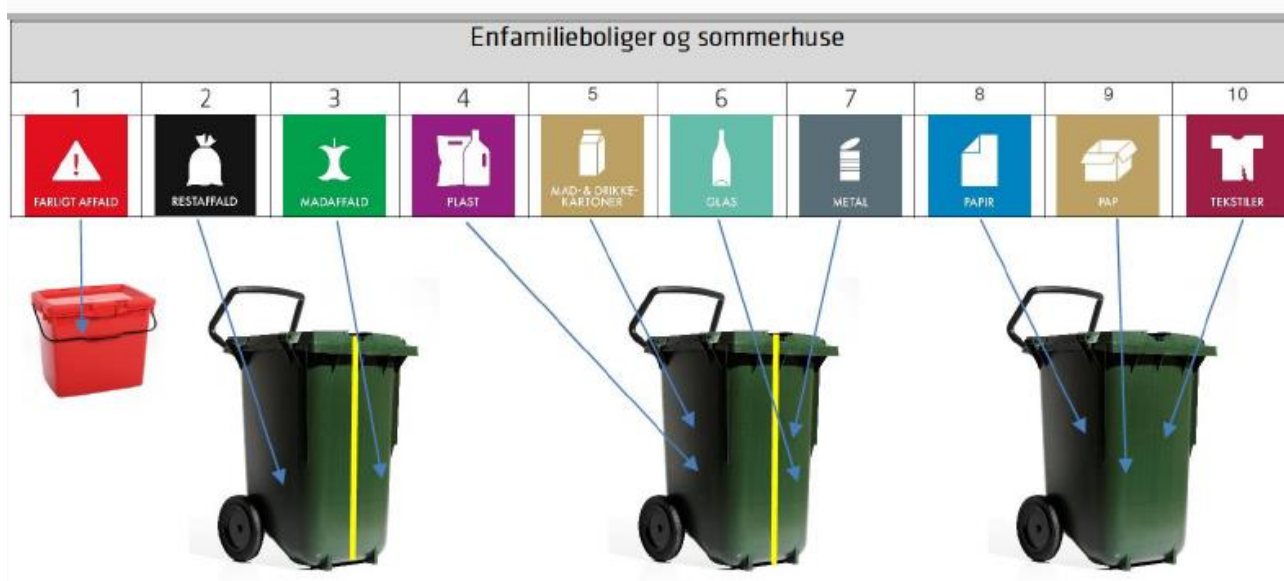 Enfamilieboliger og sommerhuse
1 2 3 4 5 6 7 8 9 10
FARLIGT AFFALD
RESTAFFALD
MADAFFALD
PLAST
MAD- & DRIKKE-
KARTONER
GLAS
METAL
PAPIR
PAP
TEKSTILER